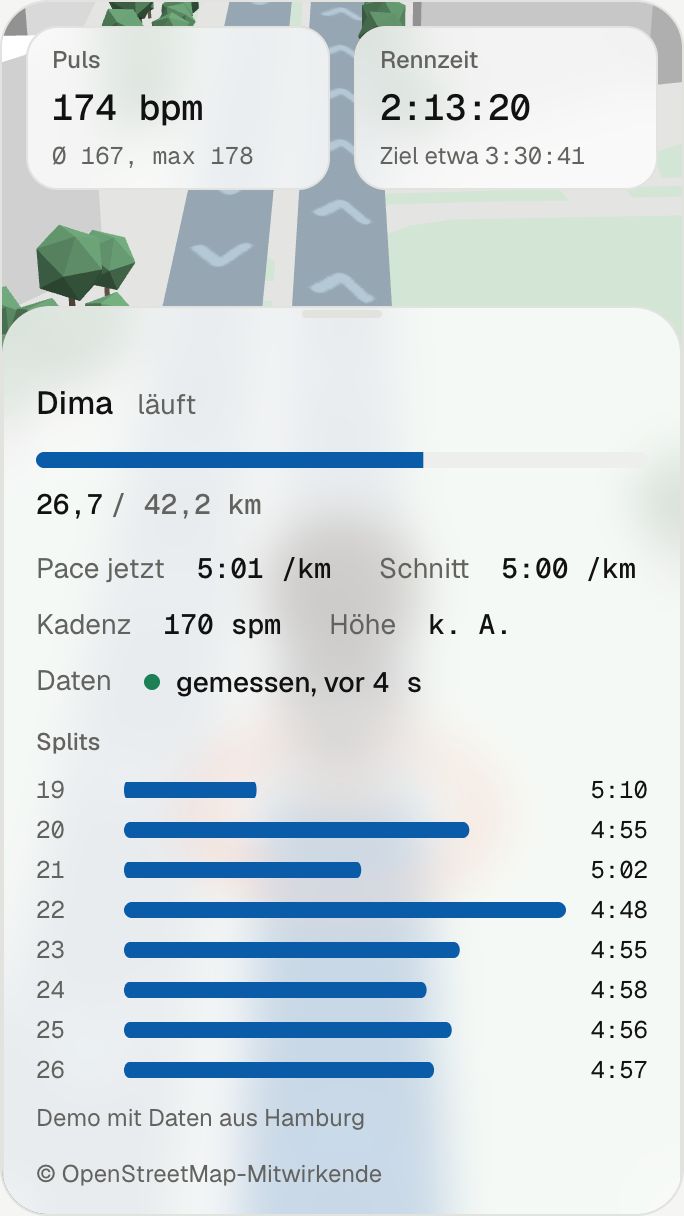 Puls
174 bpm
Ø 167, max 178
Rennzeit
2:13:20
Ziel etwa 3:30:41
Dima läuft
26,7 / 42,2 km
Pace jetzt 5:01 /km Schnitt 5:00 /km
Kadenz 170 spm Höhe k. A.
Daten gemessen, vor 4 s
Splits
19 5:10
20 4:55
21 5:02
22 4:48
23 4:55
24 4:58
25 4:56
26 4:57
Demo mit Daten aus Hamburg
© OpenStreetMap-Mitwirkende